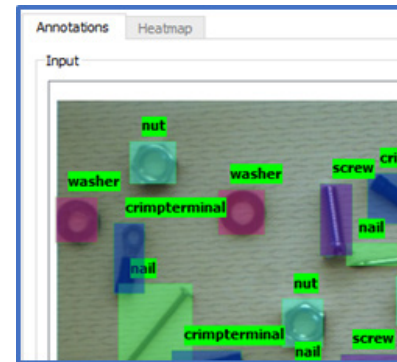 Annotations
Heatmap
Input
nut
washer
washer
screw
crimpterminal
nail
nail
nut
crimpterminal
nail
screw